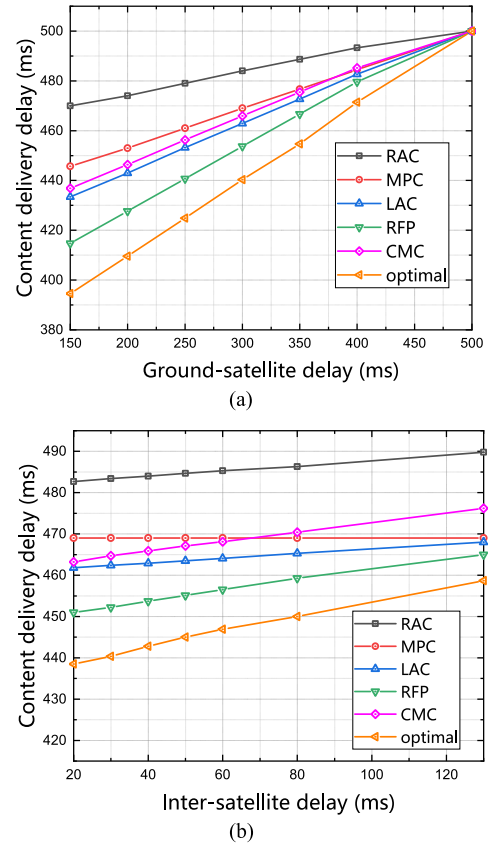 500
480
460
440
420
400
380
Content delivery delay (ms)
RAC
MPC
LAC
RFP
CMC
optimal
150 200 250 300 350 400 500
Ground-satellite delay (ms)
(a)
490
480
470
460
450
440
430
420
Content delivery delay (ms)
RAC
MPC
LAC
RFP
CMC
optimal
20 40 60 80 100 120
Inter-satellite delay (ms)
(b)